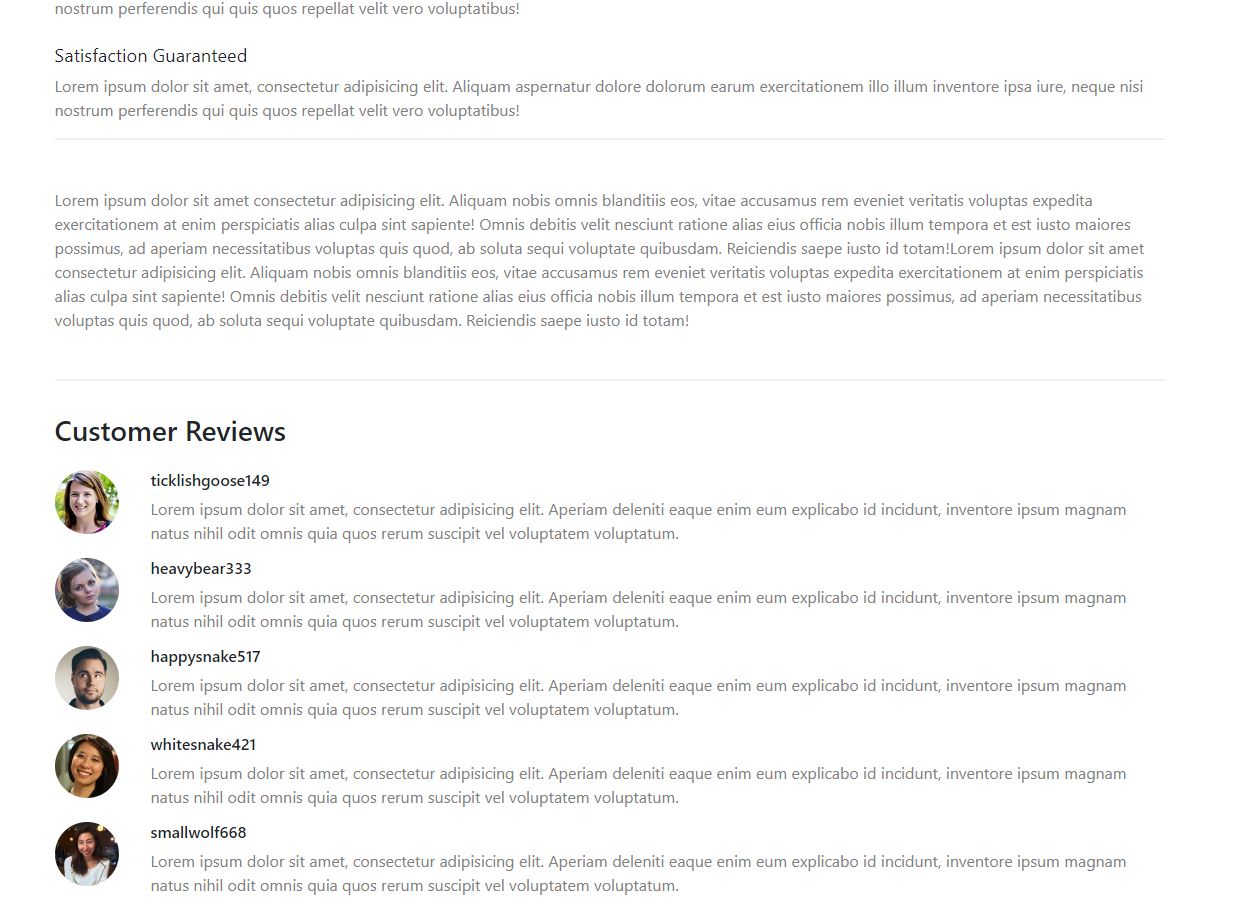 nostrum perferendis qui quis quos repellat velit vero voluptatibus!
Satisfaction Guaranteed
Lorem ipsum dolor sit amet, consectetur adipisicing elit. Aliquam aspernatur dolore dolorum earum exercitationem illo illum inventore ipsa iure, neque nisi
nostrum perferendis qui quis quos repellat velit vero voluptatibus!
Lorem ipsum dolor sit amet consectetur adipisicing elit. Aliquam nobis omnis blanditiis eos, vitae accusamus rem eveniet veritatis voluptas expedita
exercitationem at enim perspiciatis alias culpa sint sapiente! Omnis debitis velit nesciunt ratione alias eius officia nobis illum tempora et est iusto maiores
possimus, ad aperiam necessitatibus voluptas quis quod, ab soluta sequi voluptate quibusdam. Reiciendis saepe iusto id totam!Lorem ipsum dolor sit amet
consectetur adipisicing elit. Aliquam nobis omnis blanditiis eos, vitae accusamus rem eveniet veritatis voluptas expedita exercitationem at enim perspiciatis
alias culpa sint sapiente! Omnis debitis velit nesciunt ratione alias eius officia nobis illum tempora et est iusto maiores possimus, ad aperiam necessitatibus
voluptas quis quod, ab soluta sequi voluptate quibusdam. Reiciendis saepe iusto id totam!
Customer Reviews
ticklishgoose149
Lorem ipsum dolor sit amet, consectetur adipisicing elit. Aperiam deleniti eaque enim eum explicabo id incidunt, inventore ipsum magnam
natus nihil odit omnis quia quos rerum suscipit vel voluptatem voluptatum.
heavybear333
Lorem ipsum dolor sit amet, consectetur adipisicing elit. Aperiam deleniti eaque enim eum explicabo id incidunt, inventore ipsum magnam
natus nihil odit omnis quia quos rerum suscipit vel voluptatem voluptatum.
happysnake517
Lorem ipsum dolor sit amet, consectetur adipisicing elit. Aperiam deleniti eaque enim eum explicabo id incidunt, inventore ipsum magnam
natus nihil odit omnis quia quos rerum suscipit vel voluptatem voluptatum.
whitesnake421
Lorem ipsum dolor sit amet, consectetur adipisicing elit. Aperiam deleniti eaque enim eum explicabo id incidunt, inventore ipsum magnam
natus nihil odit omnis quia quos rerum suscipit vel voluptatem voluptatum.
smallwolf668
Lorem ipsum dolor sit amet, consectetur adipisicing elit. Aperiam deleniti eaque enim eum explicabo id incidunt, inventore ipsum magnam
natus nihil odit omnis quia quos rerum suscipit vel voluptatem voluptatum.